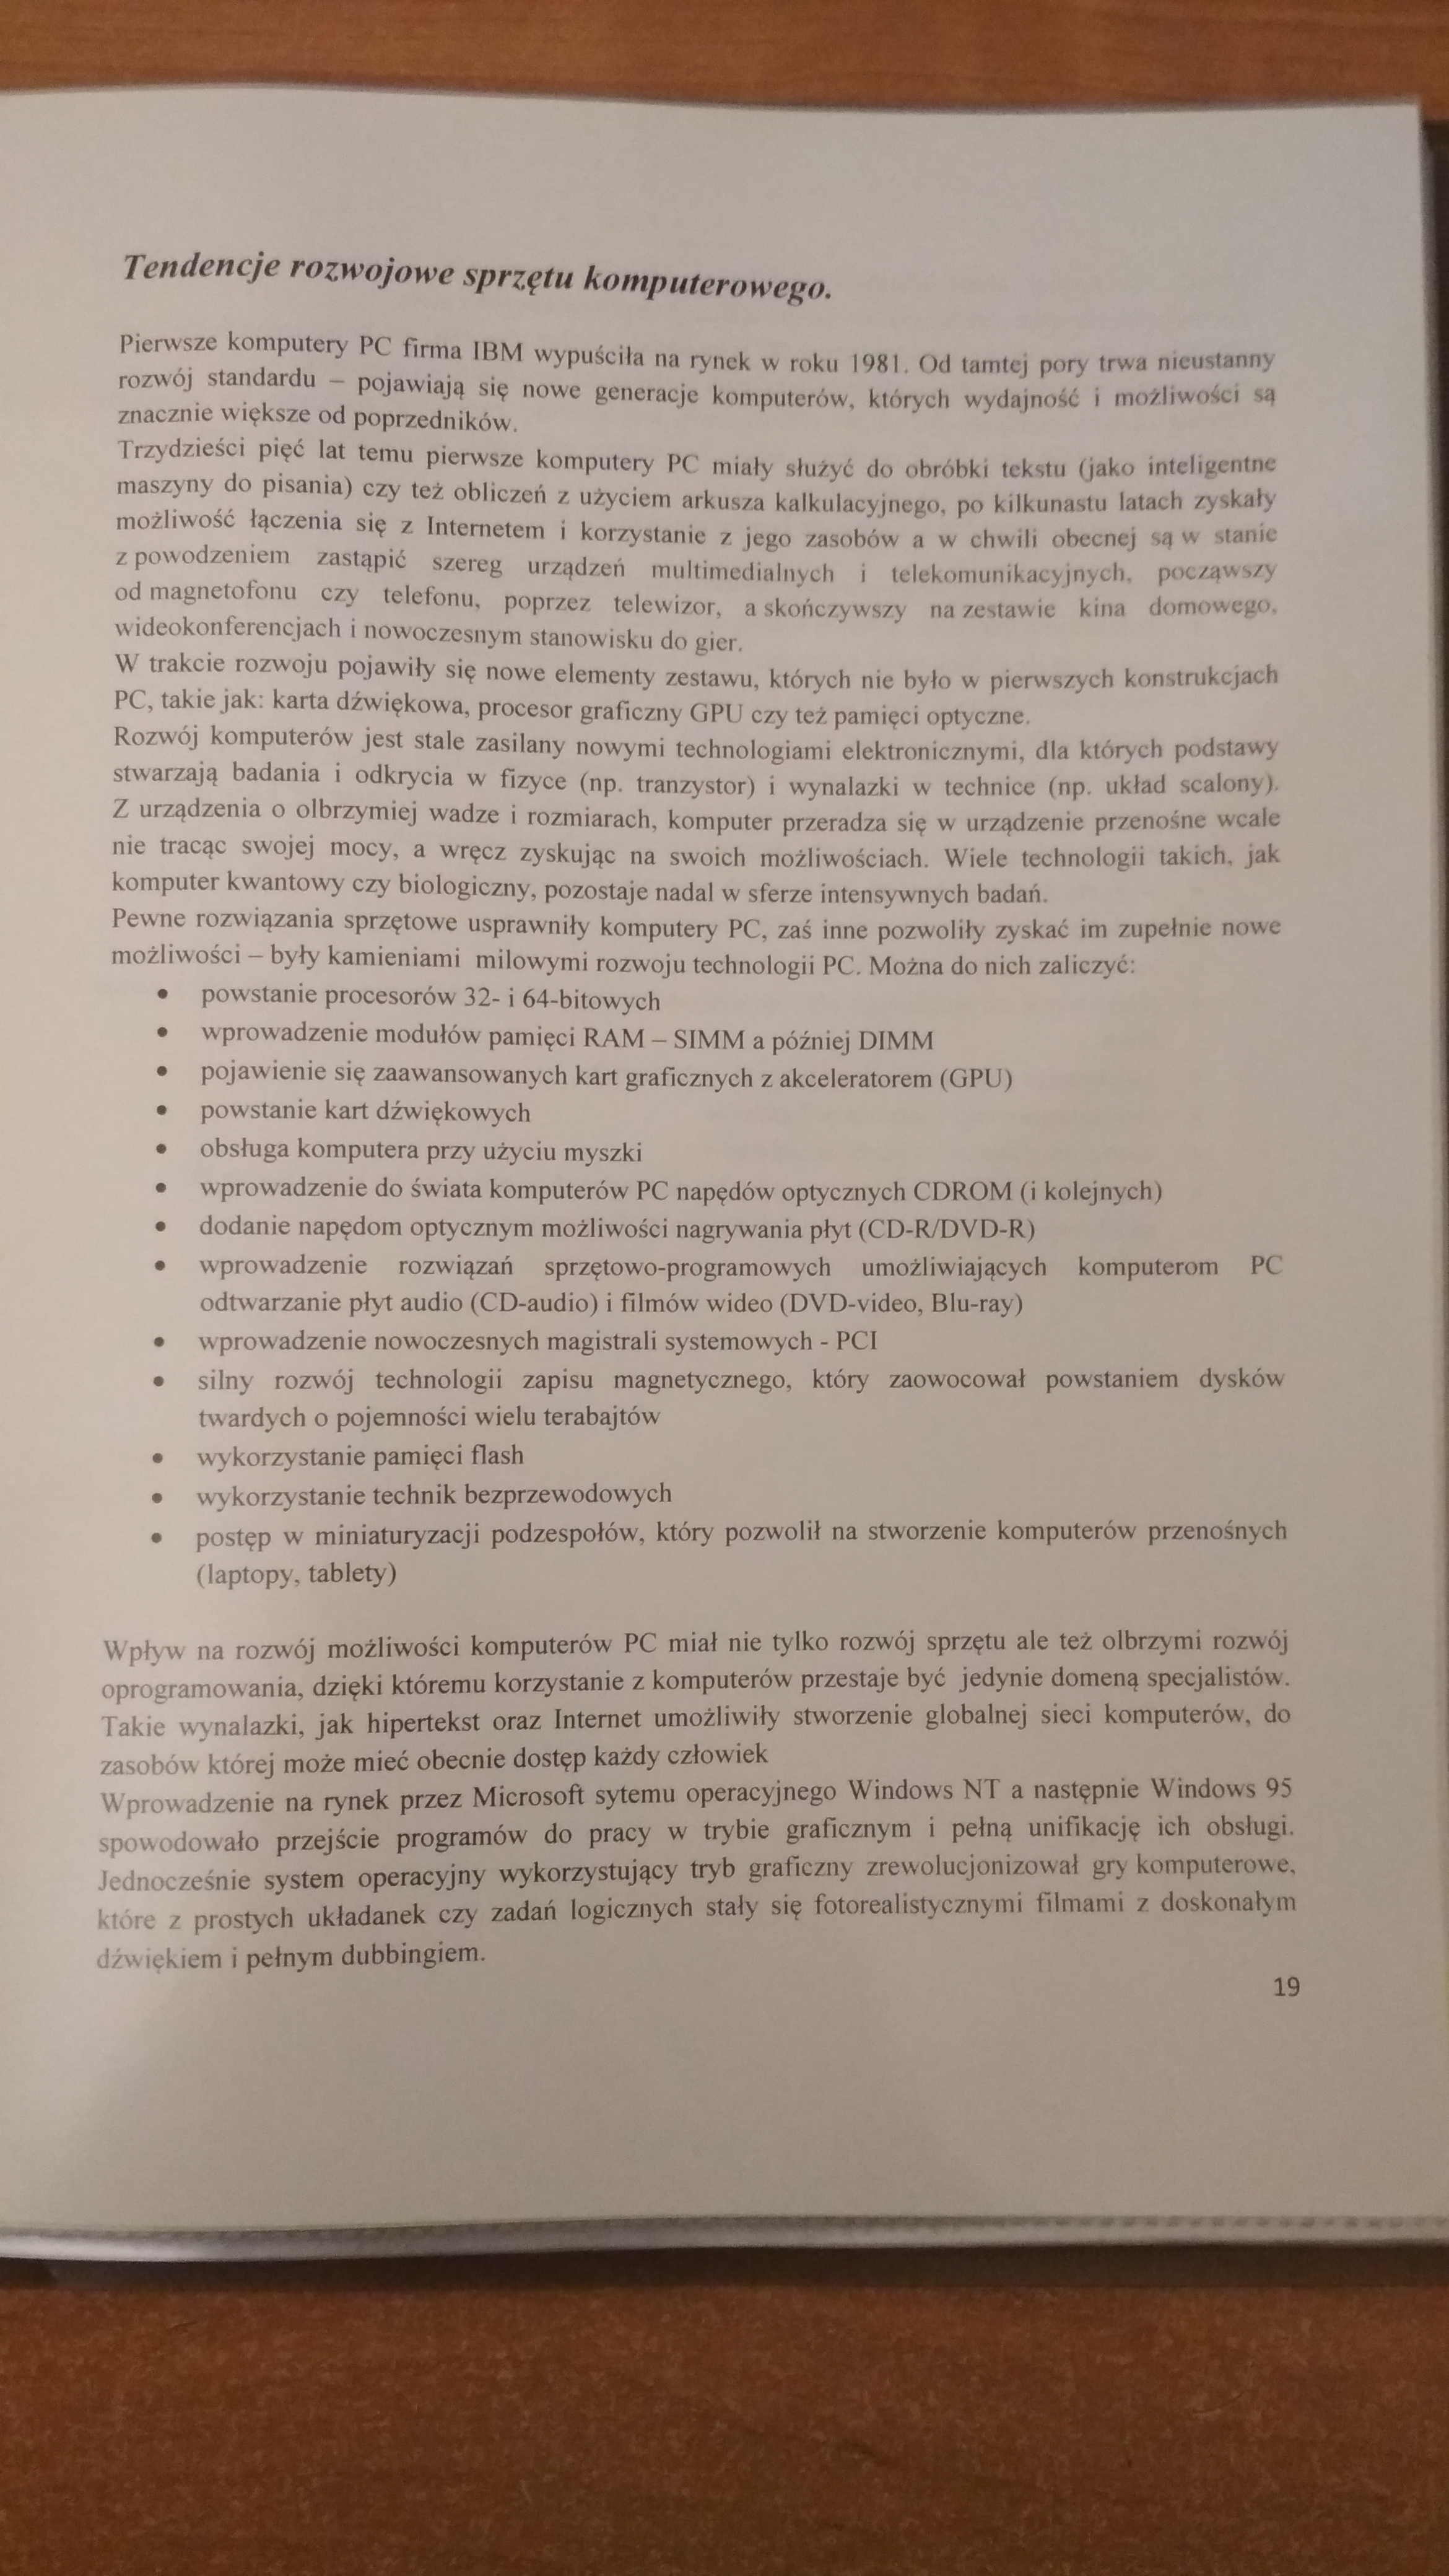 Tendencje rozwojowe sprzętu komputerowego.
Pierwsze komputery PC firma IBM wypuściła na rynek w roku 1981. Od tamtej pory trwa nieustanny
rozwój standardu – pojawiają się nowe generacje komputerów, których wydajność i możliwości są
znacznie większe od poprzedników.
Trzydzieści pięć lat temu pierwsze komputery PC miały służyć do obróbki tekstu (jako inteligentne
maszyny do pisania) czy też obliczeń z użyciem arkusza kalkulacyjnego, po kilkunastu latach zyskały
możliwość łączenia się z Internetem i korzystanie z jego zasobów a w chwili obecnej są w stanie
z powodzeniem zastąpić szereg urządzeń multimedialnych i telekomunikacyjnych, począwszy
od magnetofonu czy telefonu, poprzez telewizor, a skończywszy na zestawie kina domowego,
wideokonferencjach i nowoczesnym stanowisku do gier.
W trakcie rozwoju pojawiły się nowe elementy zestawu, których nie było w pierwszych konstrukcjach
PC, takie jak: karta dźwiękowa, procesor graficzny GPU czy też pamięci optyczne.
Rozwój komputerów jest stale zasilany nowymi technologiami elektronicznymi, dla których podstawy
stwarzają badania i odkrycia w fizyce (np. tranzystor) i wynalazki w technice (np. układ scalony).
Z urządzenia o olbrzymiej wadze i rozmiarach, komputer przeradza się w urządzenie przenośne wcale
nie tracąc swojej mocy, a wręcz zyskując na swoich możliwościach. Wiele technologii takich, jak
komputer kwantowy czy biologiczny, pozostaje nadal w sferze intensywnych badań.
Pewne rozwiązania sprzętowe usprawniły komputery PC, zaś inne pozwoliły zyskać im zupełnie nowe
możliwości – były kamieniami milowymi rozwoju technologii PC. Można do nich zaliczyć:
• powstanie procesorów 32- i 64-bitowych
• wprowadzenie modułów pamięci RAM – SIMM a później DIMM
• pojawienie się zaawansowanych kart graficznych z akceleratorem (GPU)
• powstanie kart dźwiękowych
• obsługa komputera przy użyciu myszki
• wprowadzenie do świata komputerów PC napędów optycznych CDROM (i kolejnych)
• dodanie napędom optycznym możliwości nagrywania płyt (CD-R/DVD-R)
• wprowadzenie rozwiązań sprzętowo-programowych umożliwiających komputerom PC
odtwarzanie płyt audio (CD-audio) i filmów wideo (DVD-video, Blu-ray)
• wprowadzenie nowoczesnych magistrali systemowych - PCI
• silny rozwój technologii zapisu magnetycznego, który zaowocował powstaniem dysków
twardych o pojemności wielu terabajtów
• wykorzystanie pamięci flash
• wykorzystanie technik bezprzewodowych
• postęp w miniaturyzacji podzespołów, który pozwolił na stworzenie komputerów przenośnych
(laptopy, tablety)
Wpływ na rozwój możliwości komputerów PC miał nie tylko rozwój sprzętu ale też olbrzymi rozwój
oprogramowania, dzięki któremu korzystanie z komputerów przestaje być jedynie domeną specjalistów.
Takie wynalazki, jak hipertekst oraz Internet umożliwiły stworzenie globalnej sieci komputerów, do
zasobów której może mieć obecnie dostęp każdy człowiek
Wprowadzenie na rynek przez Microsoft sytemu operacyjnego Windows NT a następnie Windows 95
spowodowało przejście programów do pracy w trybie graficznym i pełną unifikację ich obsługi.
Jednocześnie system operacyjny wykorzystujący tryb graficzny zrewolucjonizował gry komputerowe,
które z prostych układanek czy zadań logicznych stały się fotorealistycznymi filmami z doskonałym
dźwiękiem i pełnym dubbingiem.
19